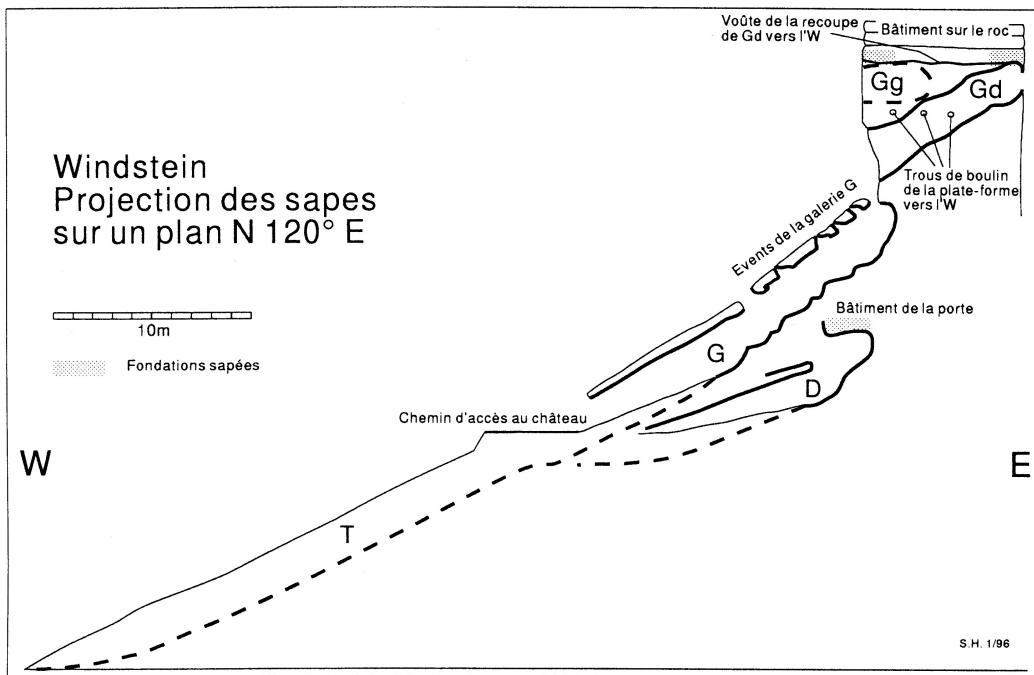 Voûte de la recoupe
de Gd vers l'W
Bâtiment sur le roc
Gg
Gd
Windstein
Projection des sapes
sur un plan N 120° E
Trous de boulin
de la plate-forme
vers l'W
Events de la galerie G
10m
Bâtiment de la porte
Fondations sapées
G
D
Chemin d'accès au château
W
E
T
S.H. 1/96